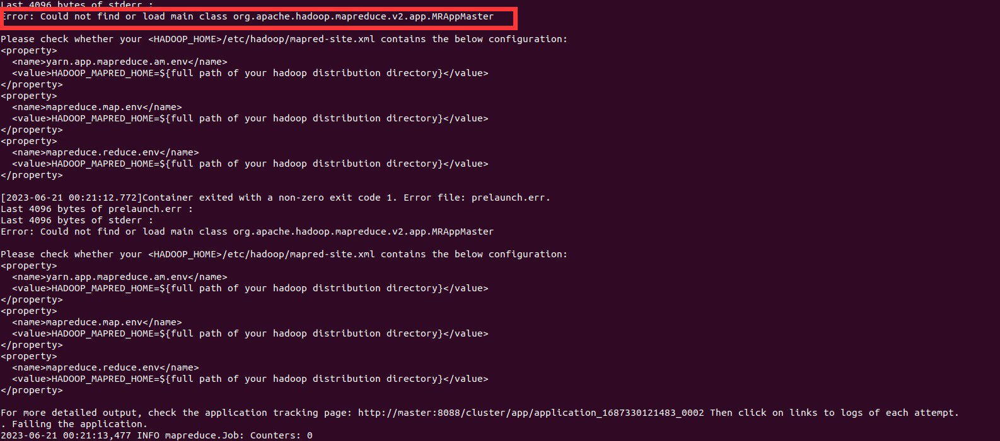 Last 4096 bytes of stderr :
Error: Could not find or load main class org.apache.hadoop.mapreduce.v2.app.MRAppMaster
Please check whether your <HADOOP_HOME>/etc/hadoop/mapred-site.xml contains the below configuration:
<property>
  <name>yarn.app.mapreduce.am.env</name>
  <value>HADOOP_MAPRED_HOME=${full path of your hadoop distribution directory}</value>
</property>
<property>
  <name>mapreduce.map.env</name>
  <value>HADOOP_MAPRED_HOME=${full path of your hadoop distribution directory}</value>
</property>
<property>
  <name>mapreduce.reduce.env</name>
  <value>HADOOP_MAPRED_HOME=${full path of your hadoop distribution directory}</value>
</property>
[2023-06-21 00:21:12.772]Container exited with a non-zero exit code 1. Error file: prelaunch.err.
Last 4096 bytes of prelaunch.err :
Last 4096 bytes of stderr :
Error: Could not find or load main class org.apache.hadoop.mapreduce.v2.app.MRAppMaster
Please check whether your <HADOOP_HOME>/etc/hadoop/mapred-site.xml contains the below configuration:
<property>
  <name>yarn.app.mapreduce.am.env</name>
  <value>HADOOP_MAPRED_HOME=${full path of your hadoop distribution directory}</value>
</property>
<property>
  <name>mapreduce.map.env</name>
  <value>HADOOP_MAPRED_HOME=${full path of your hadoop distribution directory}</value>
</property>
<property>
  <name>mapreduce.reduce.env</name>
  <value>HADOOP_MAPRED_HOME=${full path of your hadoop distribution directory}</value>
</property>
For more detailed output, check the application tracking page: http://master:8088/cluster/app/application_1687330121483_0002 Then click on links to logs of each attempt.
. Failing the application.
2023-06-21 00:21:13,477 INFO mapreduce.Job: Counters: 0